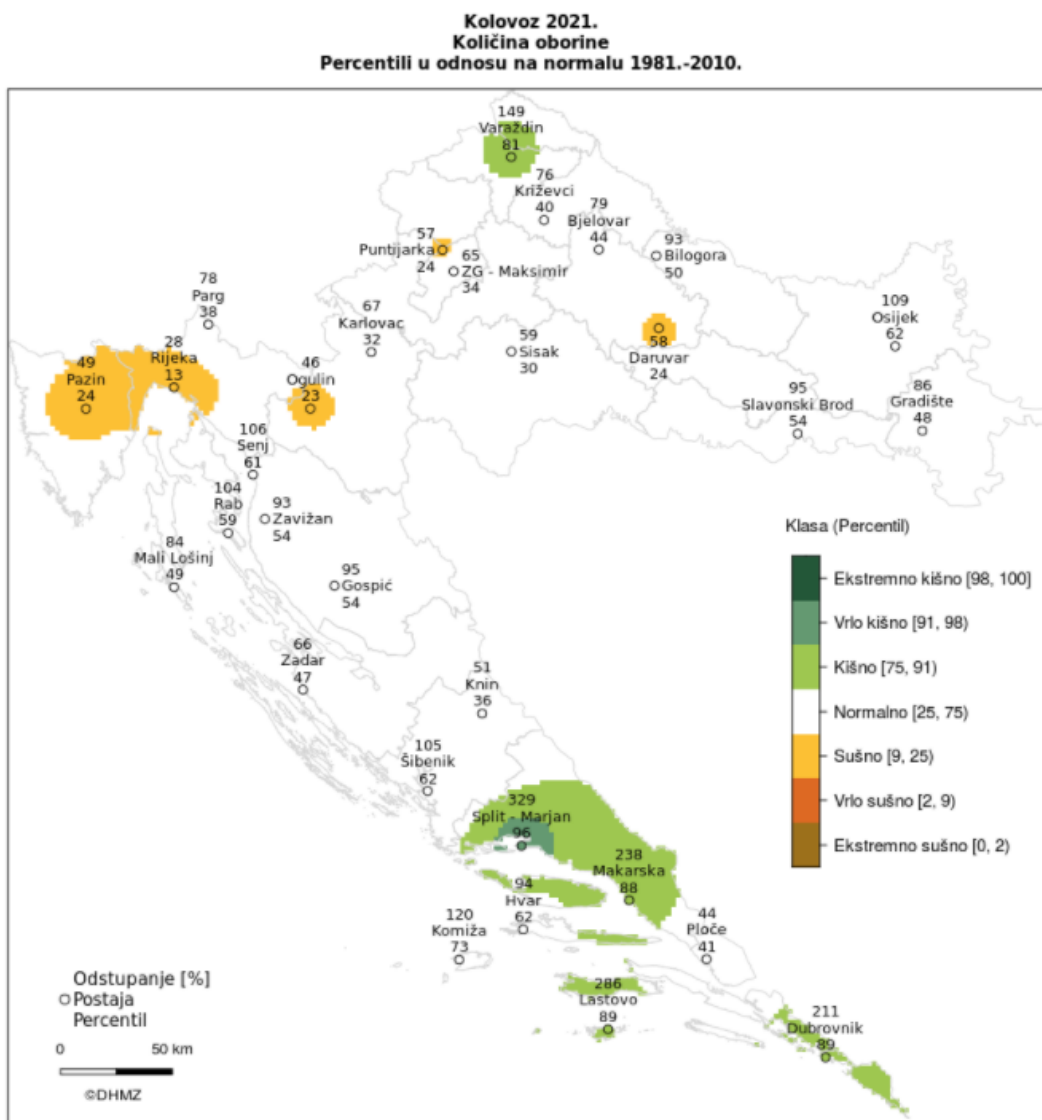 Kolovoz 2021.
Količina oborine
Percentili u odnosu na normalu 1981.-2010.
149
Varaždin
81
76
Križevci
40
79
Bjelovar
44
57
Puntijarka
24
65
ZG - Maksimir
34
93
Bilogora
50
78
Parg
38
67
Karlovac
32
59
Sisak
30
58
Daruvar
24
109
Osijek
62
49
Pazin
24
28
Rijeka
13
46
Ogulin
23
95
Slavonski Brod
54
86
Gradište
48
106
Senj
61
104
Rab
59
93
Zavižan
54
84
Mali Lošinj
49
95
Gospić
54
66
Zadar
47
51
Knin
36
105
Šibenik
62
329
Split - Marjan
96
238
Makarska
88
94
Hvar
62
120
Komiža
73
44
Ploče
41
286
Lastovo
89
211
Dubrovnik
89
Klasa (Percentil)
Ekstremno kišno [98, 100]
Vrlo kišno [91, 98)
Kišno [75, 91)
Normalno [25, 75)
Sušno [9, 25)
Vrlo sušno [2, 9)
Ekstremno sušno [0, 2)
Odstupanje [%]
Postaja
Percentil
0 50 km
©DHMZ